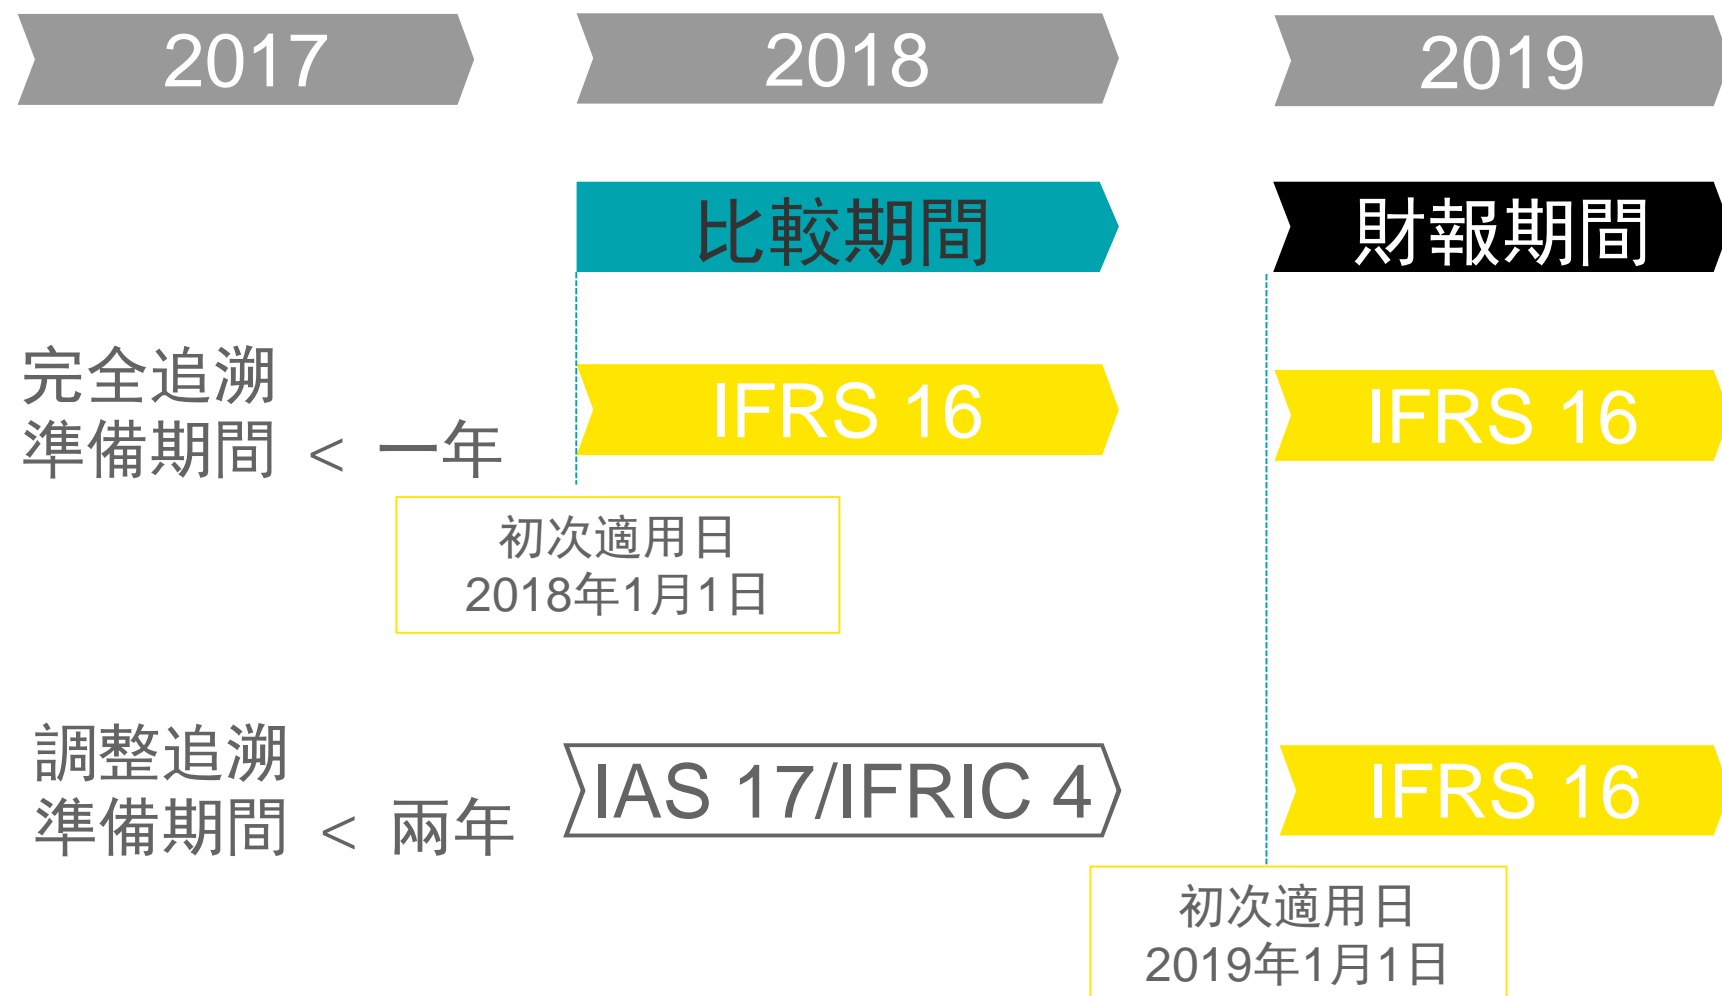 2017
2018
2019
比較期間
財報期間
完全追溯
準備期間 < 一年
IFRS 16
IFRS 16
初次適用日
2018年1月1日
調整追溯
準備期間 < 兩年
IAS 17/IFRIC 4
IFRS 16
初次適用日
2019年1月1日